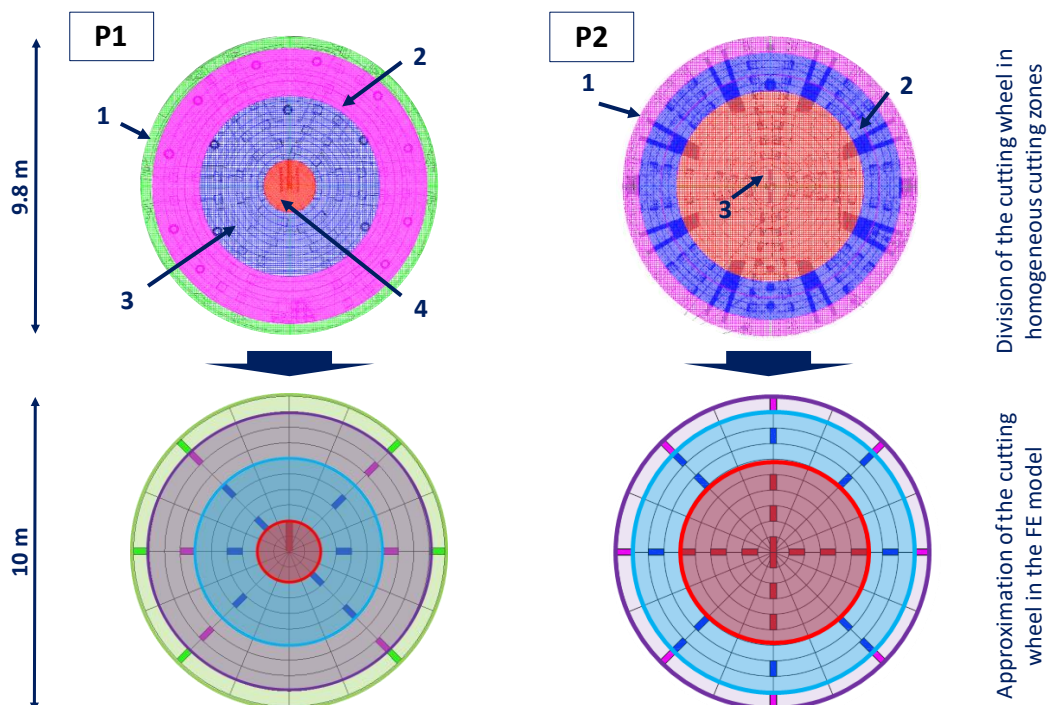 P1
P2
1
2
3
4
1
2
3
9.8 m
Division of the cutting wheel in
homogeneous cutting zones
10 m
Approximation of the cutting
wheel in the FE model